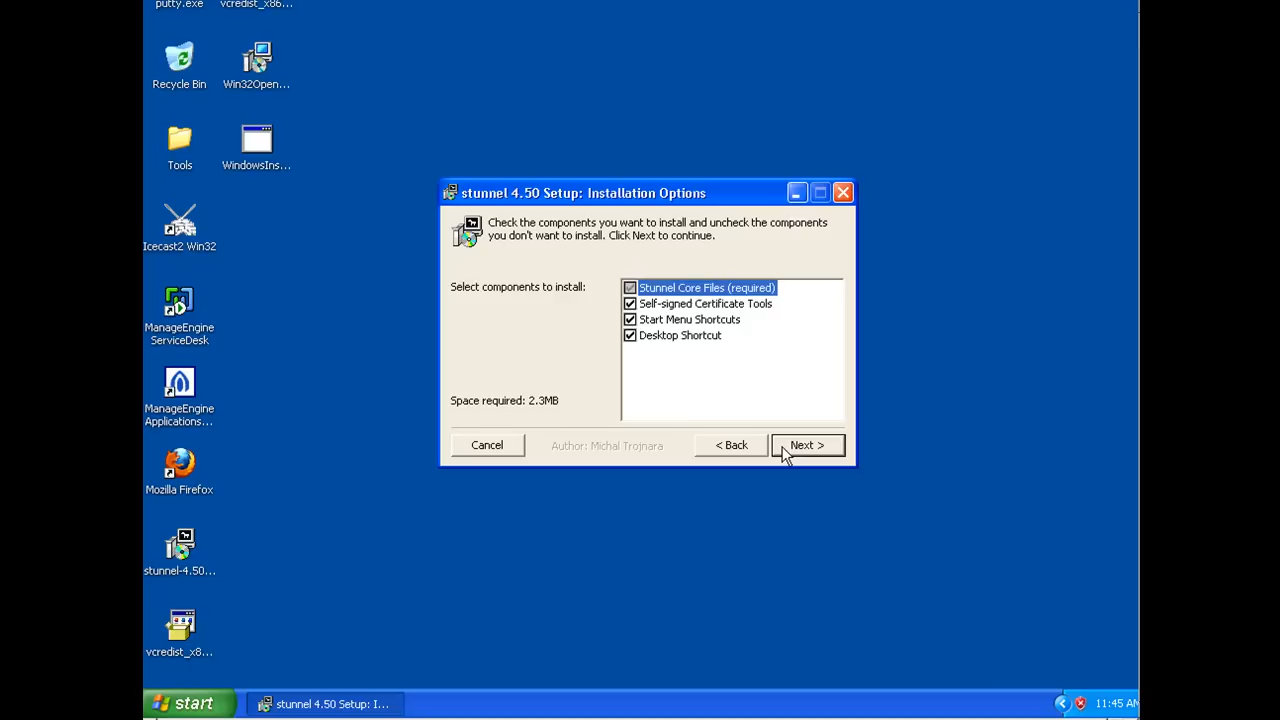 putty.exe
vcredist_x86...
Recycle Bin
Win32Open...
Tools
WindowsIns...
Icecast2 Win32
ManageEngine
ServiceDesk
ManageEngine
Applications...
Mozilla Firefox
stunnel-4.50...
vcredist_x8...
stunnel 4.50 Setup: Installation Options
Check the components you want to install and uncheck the components
you don't want to install. Click Next to continue.
Select components to install:
Stunnel Core Files (required)
Self-signed Certificate Tools
Start Menu Shortcuts
Desktop Shortcut
Space required: 2.3MB
Cancel
Author: Michal Trojnara
< Back
Next >
start
stunnel 4.50 Setup: I...
11:45 AM